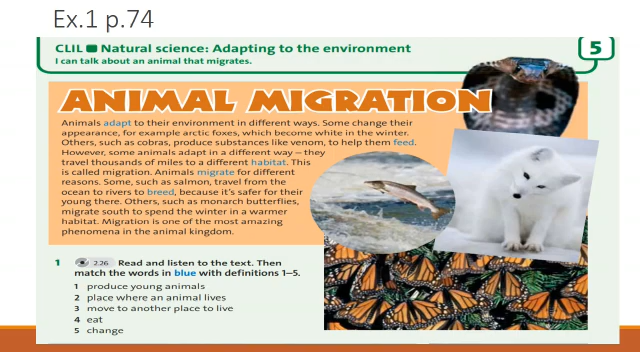 Ex.1 p.74
CLIL ■ Natural science: Adapting to the environment
5
I can talk about an animal that migrates.
ANIMAL MIGRATION
Animals adapt to their environment in different ways. Some change their
appearance, for example arctic foxes, which become white in the winter.
Others, such as cobras, produce substances like venom, to help them feed.
However, some animals adapt in a different way – they
travel thousands of miles to a different habitat. This
is called migration. Animals migrate for different
reasons. Some, such as salmon, travel from the
ocean to rivers to breed, because it's safer for their
young there. Others, such as monarch butterflies,
migrate south to spend the winter in a warmer
habitat. Migration is one of the most amazing
phenomena in the animal kingdom.
1 2.26 Read and listen to the text. Then
match the words in blue with definitions 1–5.
1 produce young animals
2 place where an animal lives
3 move to another place to live
4 eat
5 change